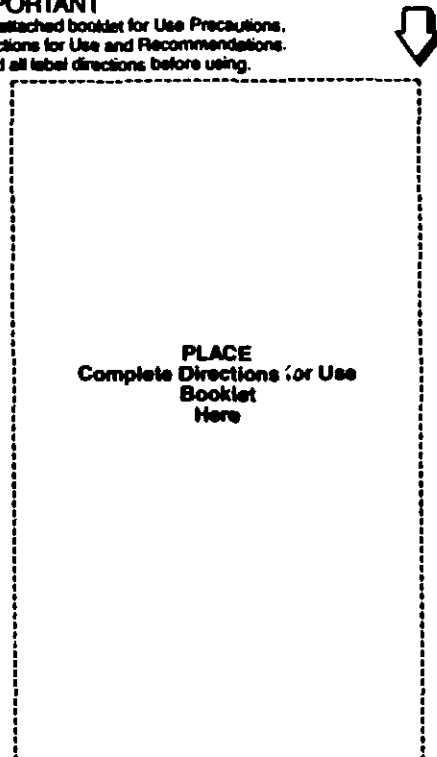 PORTANT
attached booklet for Use Precautions,
ctions for Use and Recommendations.
d all label directions before using.
PLACE
Complete Directions for Use
Booklet
Here